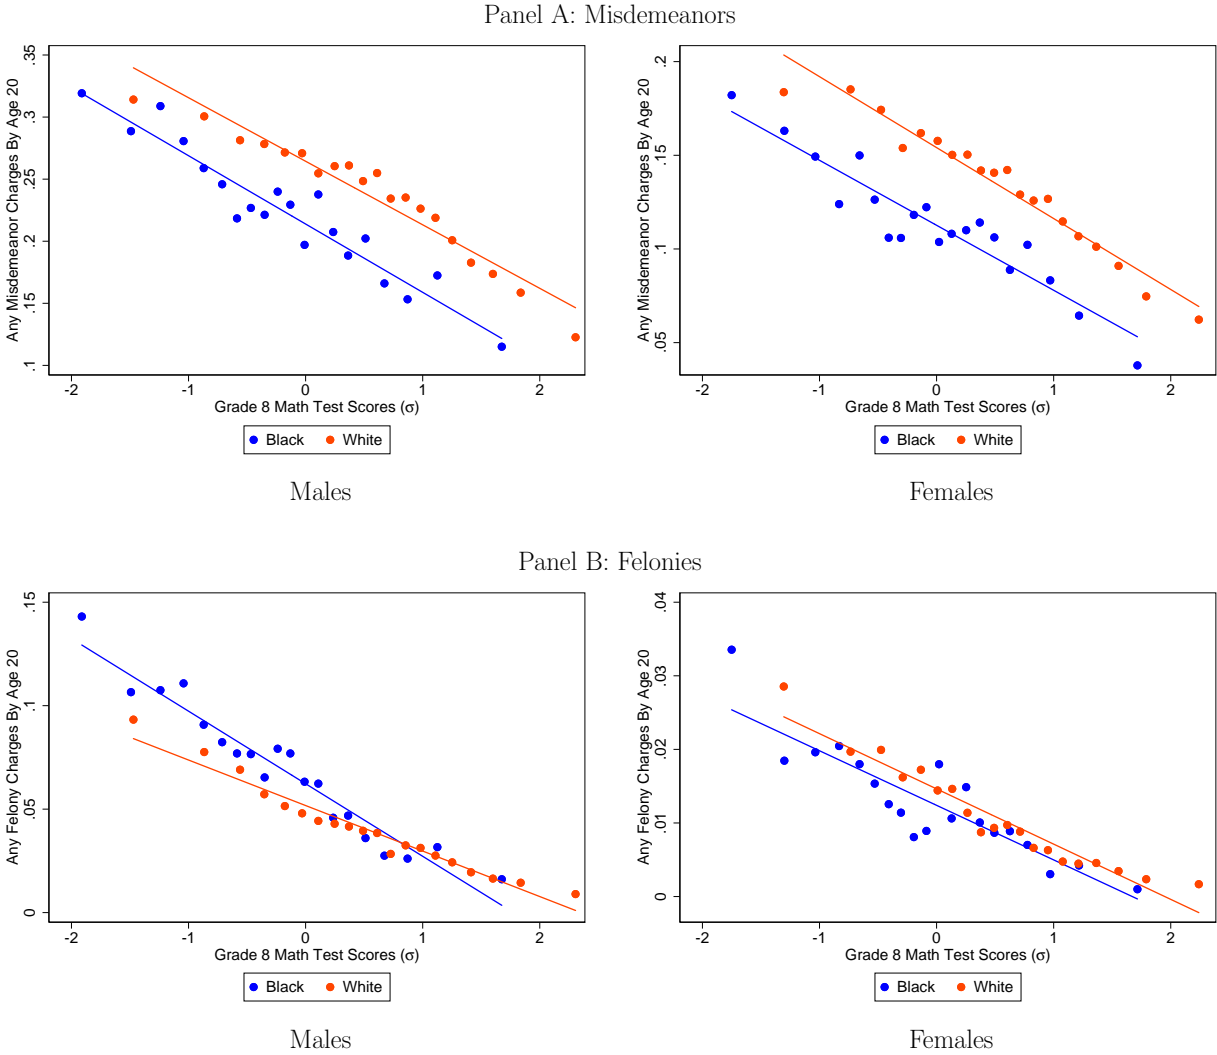 Panel A: Misdemeanors
Any Misdemeanor Charges By Age 20
.35
.3
.25
.2
.15
.1
-2 -1 0 1 2
Grade 8 Math Test Scores (σ)
Black White
Males
Any Misdemeanor Charges By Age 20
.2
.15
.1
.05
-2 -1 0 1 2
Grade 8 Math Test Scores (σ)
Black White
Females
Panel B: Felonies
Any Felony Charges By Age 20
.15
.1
.05
0
-2 -1 0 1 2
Grade 8 Math Test Scores (σ)
Black White
Males
Any Felony Charges By Age 20
.04
.03
.02
.01
0
-2 -1 0 1 2
Grade 8 Math Test Scores (σ)
Black White
Females